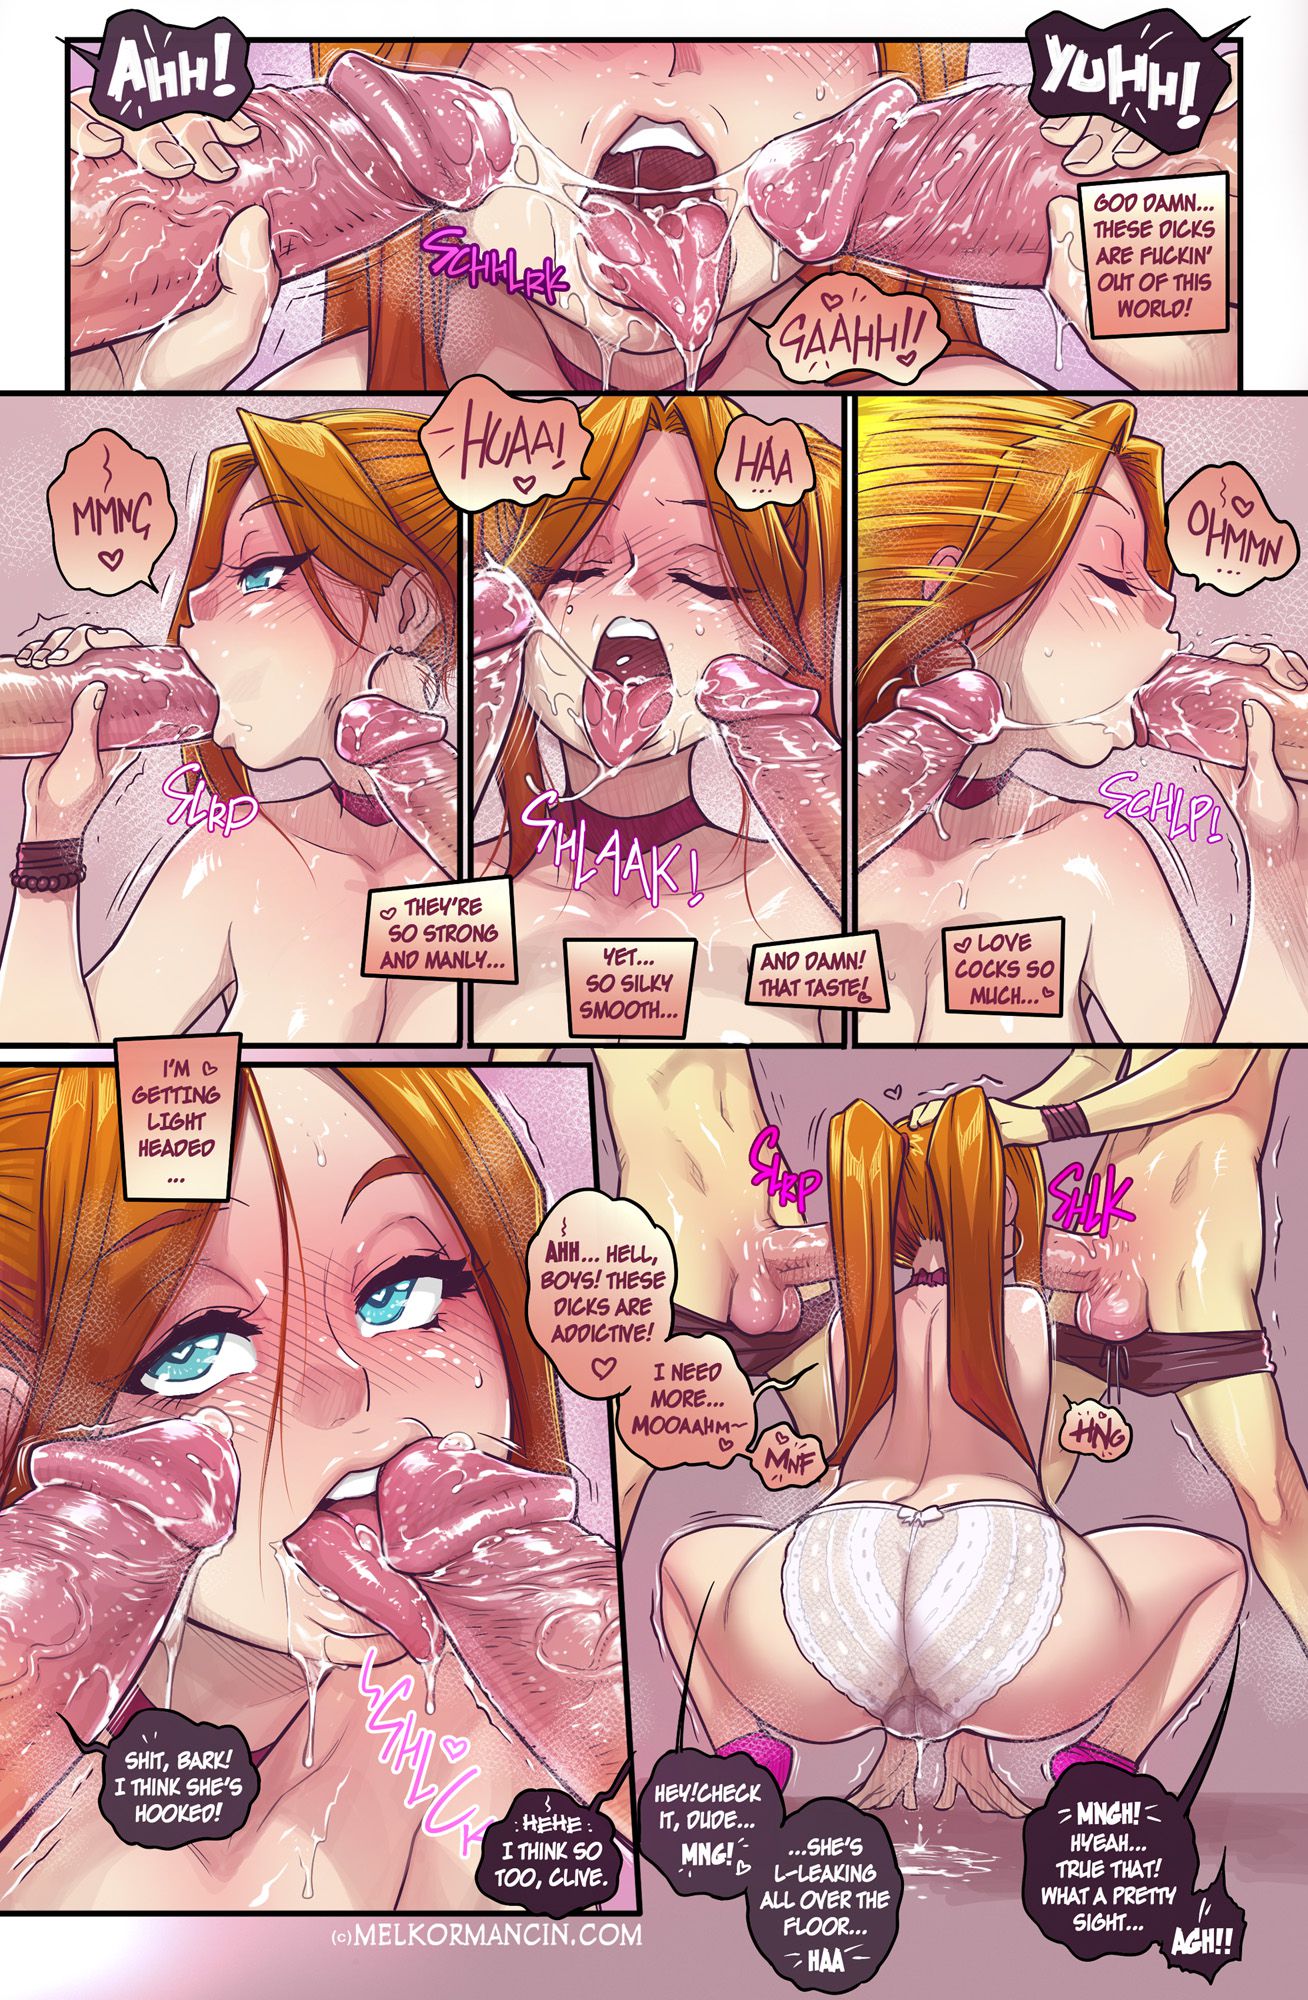 AHH!
YUHH!
GOD DAMN...
THESE DICKS
ARE FUCKIN'
OUT OF THIS
WORLD!
SCHHLRK
GAAHH!!
MMNG
HUAA!
HAA
...
OHMMN
...
SLRP
SHLAAK!
SCHLP!
THEY'RE
SO STRONG
AND MANLY...
YET...
SO SILKY
SMOOTH...
AND DAMN!
THAT TASTE!
LOVE
COCKS SO
MUCH...
I'M
GETTING
LIGHT
HEADED
...
SLRP
SHLK
AHH... HELL,
BOYS! THESE
DICKS ARE
ADDICTIVE!
I NEED
MORE...
MOOAAHM~
MNF
HNG
SHIT, BARK!
I THINK SHE'S
HOOKED!
SCHLUCK
HEHE
I THINK SO
TOO, CLIVE.
HEY!CHECK
IT, DUDE...
MNG!
...SHE'S
L-LEAKING
ALL OVER THE
FLOOR...
HAA
MNGH!
HYEAH...
TRUE THAT!
WHAT A PRETTY
SIGHT...
AGH!!
(C)MELKORMANCIN.COM